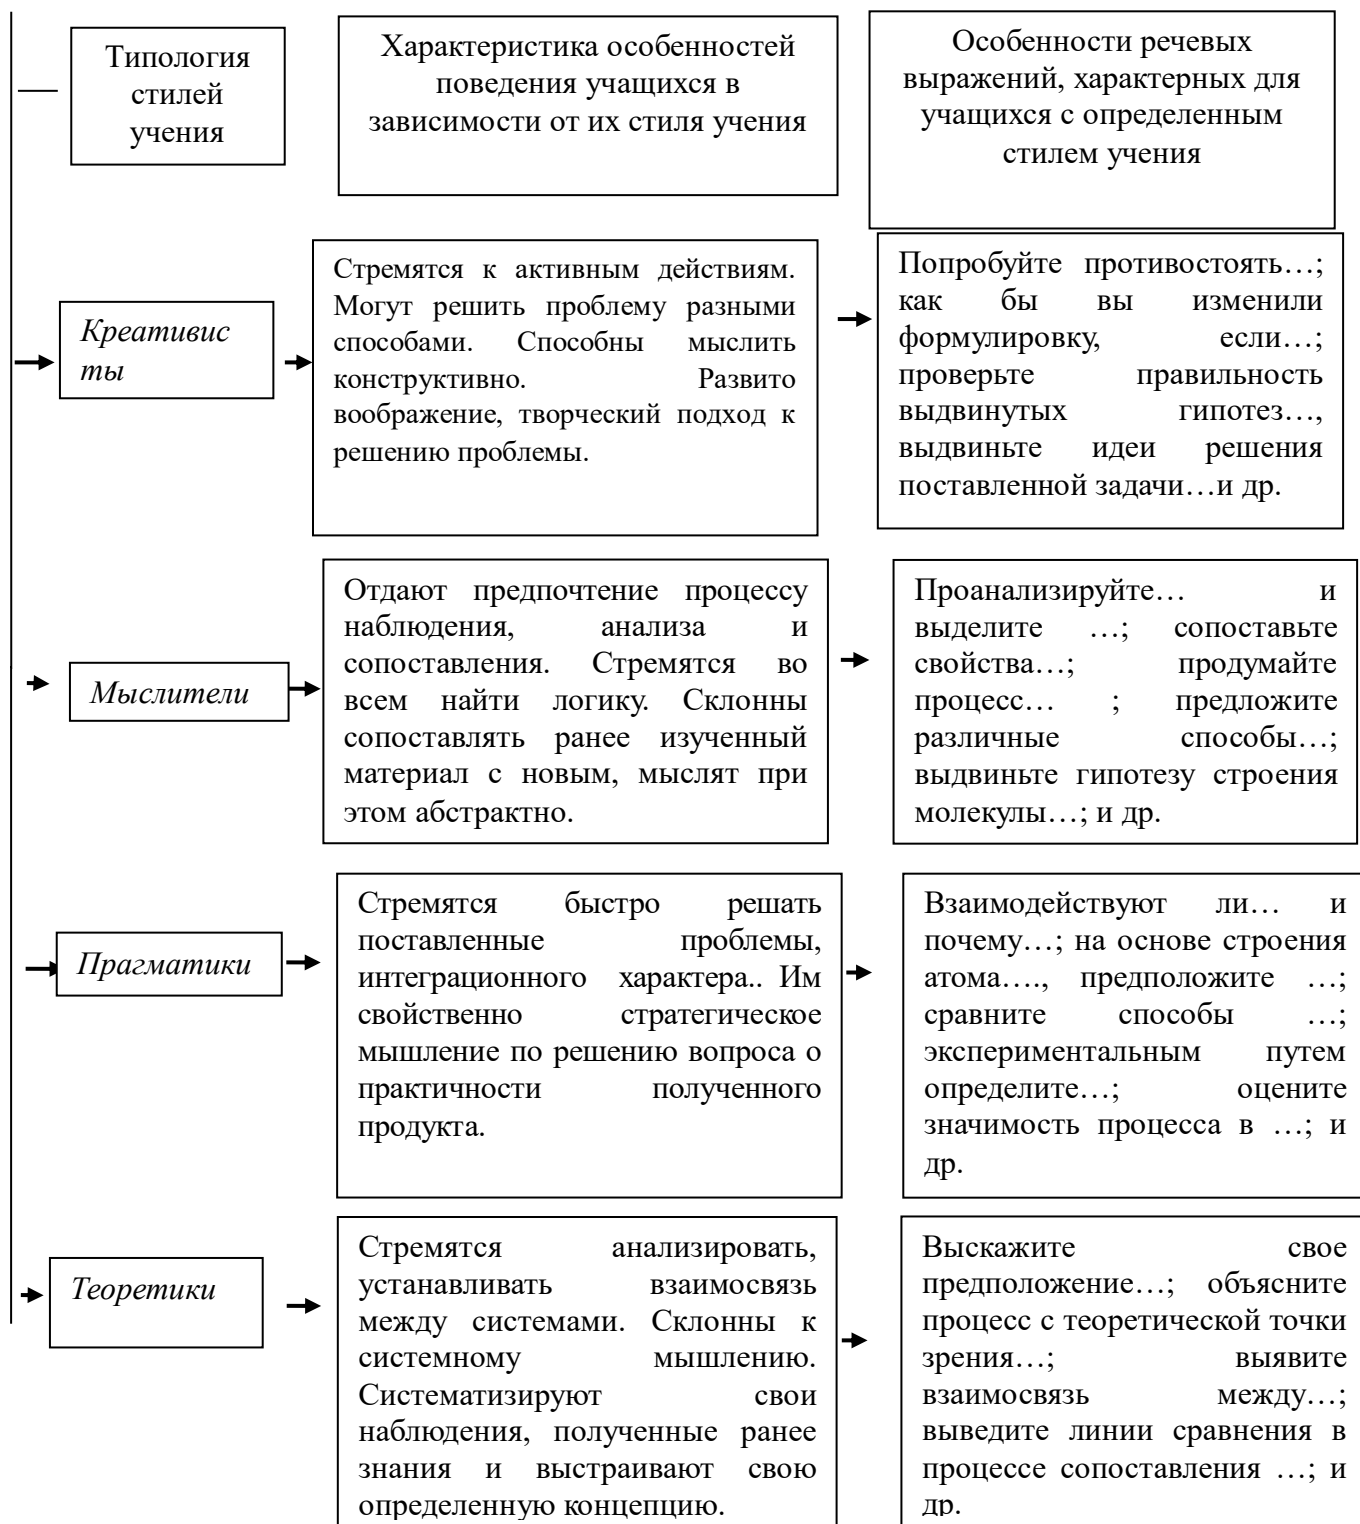 Типология
стилей
учения
Характеристика особенностей
поведения учащихся в
зависимости от их стиля учения
Особенности речевых
выражений, характерных для
учащихся с определенным
стилем учения
Креативис
ты
Стремятся к активным действиям.
Могут решить проблему разными
способами. Способны мыслить
конструктивно. Развито
воображение, творческий подход к
решению проблемы.
Попробуйте противостоять…;
как бы вы изменили
формулировку, если…;
проверьте правильность
выдвинутых гипотез…,
выдвиньте идеи решения
поставленной задачи…и др.
Мыслители
Отдают предпочтение процессу
наблюдения, анализа и
сопоставления. Стремятся во
всем найти логику. Склонны
сопоставлять ранее изученный
материал с новым, мыслят при
этом абстрактно.
Проанализируйте… и
выделите …; сопоставьте
свойства…; продумайте
процесс… ; предложите
различные способы…;
выдвиньте гипотезу строения
молекулы…; и др.
Прагматики
Стремятся быстро решать
поставленные проблемы,
интеграционного характера.. Им
свойственно стратегическое
мышление по решению вопроса о
практичности полученного
продукта.
Взаимодействуют ли… и
почему…; на основе строения
атома…., предположите …;
сравните способы …;
экспериментальным путем
определите…; оцените
значимость процесса в …; и
др.
Теоретики
Стремятся анализировать,
устанавливать взаимосвязь
между системами. Склонны к
системному мышлению.
Систематизируют свои
наблюдения, полученные ранее
знания и выстраивают свою
определенную концепцию.
Выскажите свое
предположение…; объясните
процесс с теоретической точки
зрения…; выявите
взаимосвязь между…;
выведите линии сравнения в
процессе сопоставления …; и
др.